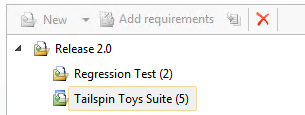 New Add requirements
Release 2.0
Regression Test (2)
Tailspin Toys Suite (5)